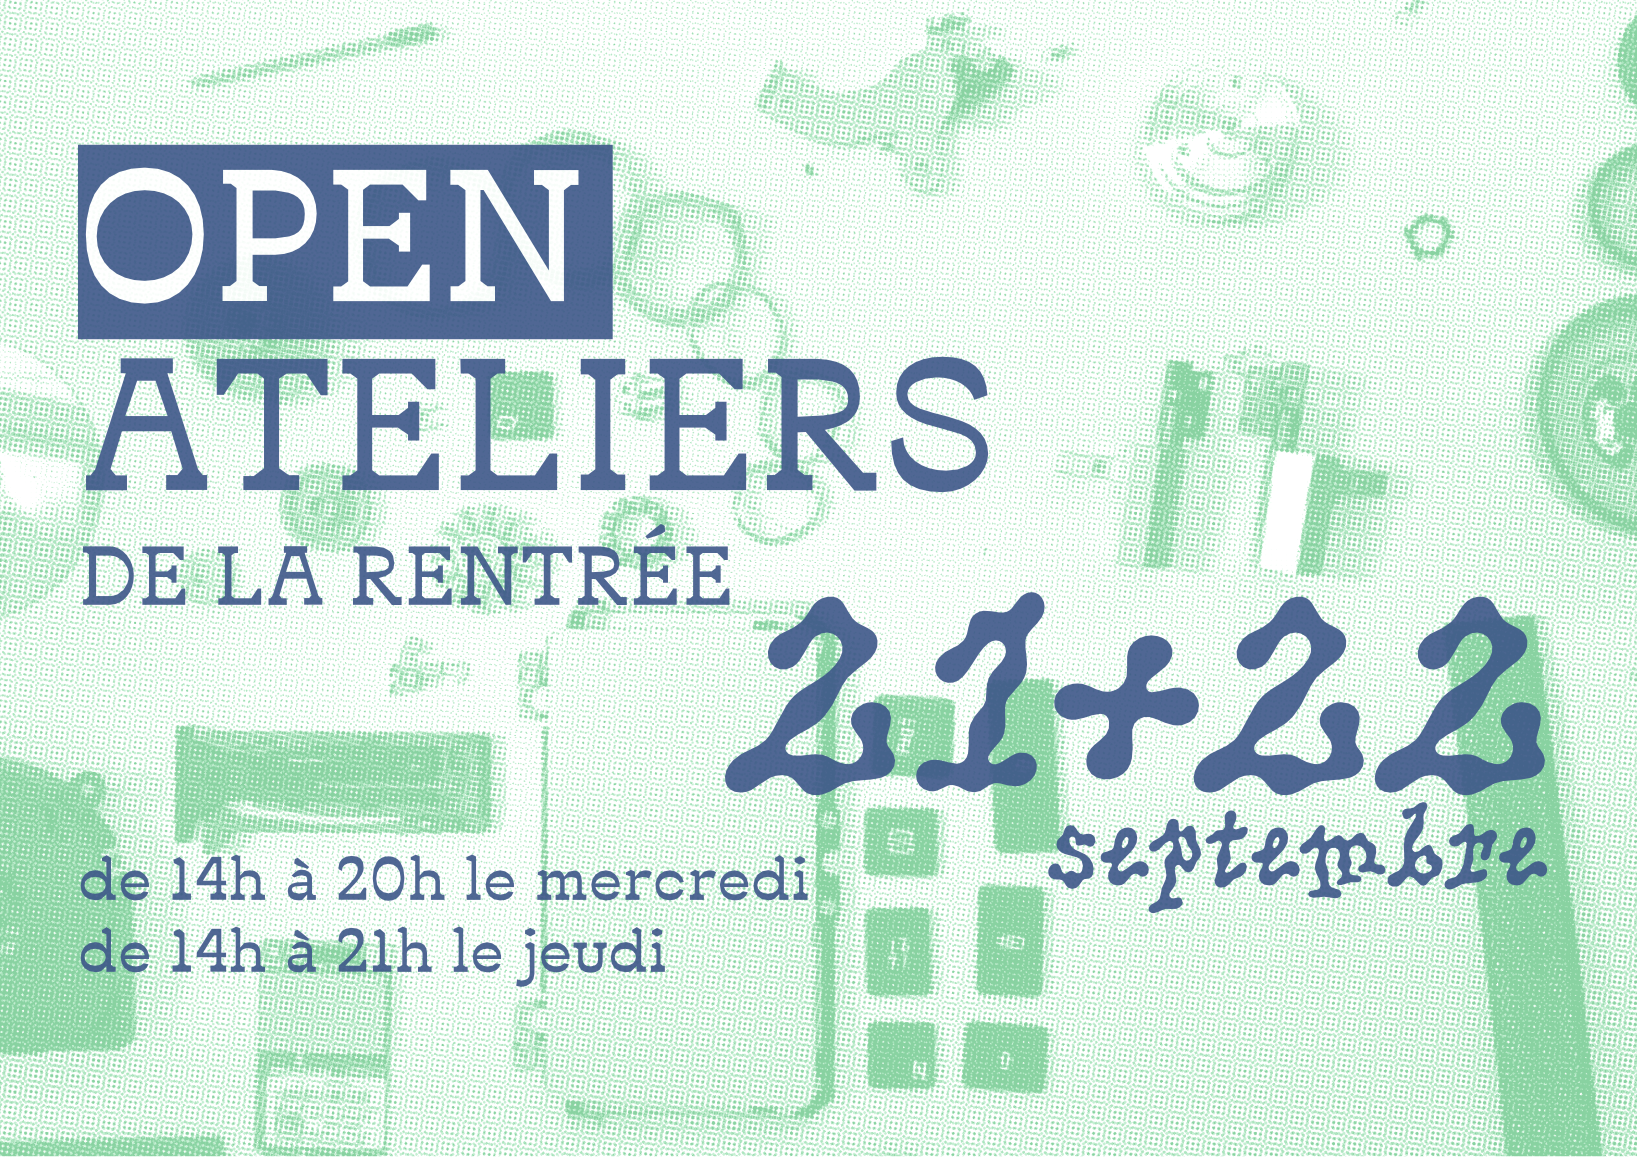 OPEN
ATELIERS
DE LA RENTRÉE
21+22
septembre
de 14h à 20h le mercredi
de 14h à 21h le jeudi